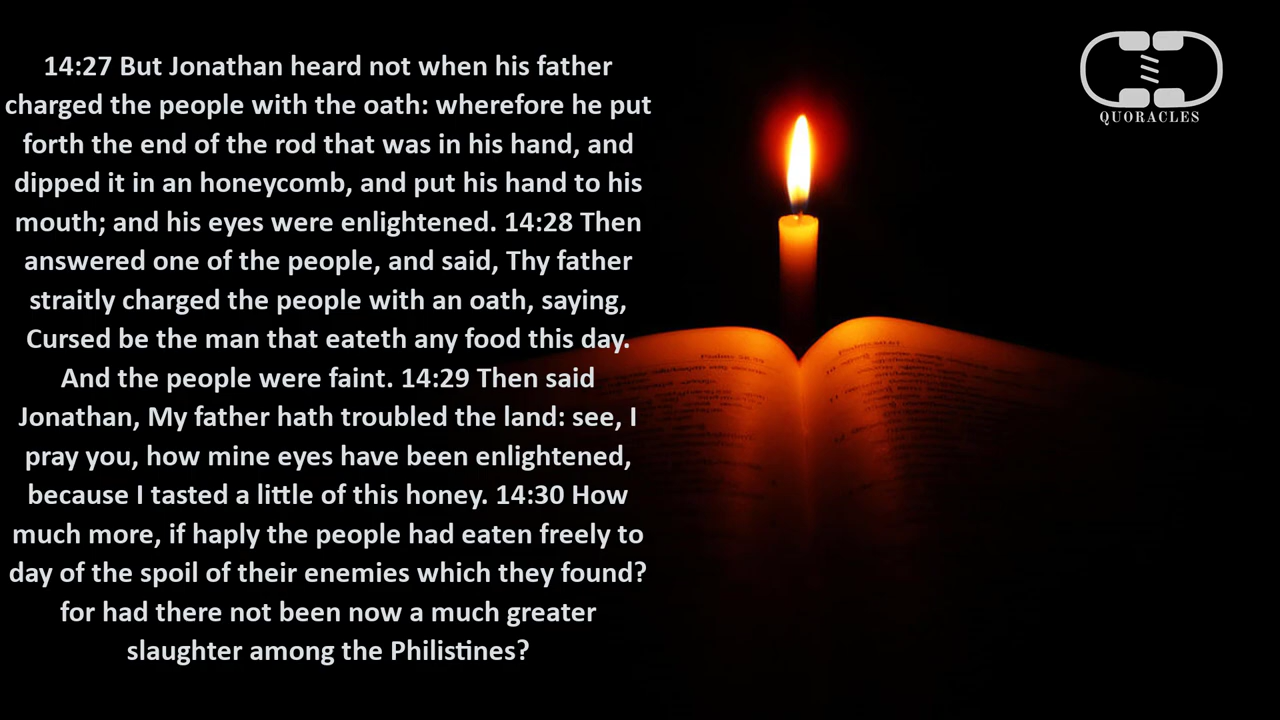 14:27 But Jonathan heard not when his father
charged the people with the oath: wherefore he put
forth the end of the rod that was in his hand, and
dipped it in an honeycomb, and put his hand to his
mouth; and his eyes were enlightened. 14:28 Then
answered one of the people, and said, Thy father
straitly charged the people with an oath, saying,
Cursed be the man that eateth any food this day.
And the people were faint. 14:29 Then said
Jonathan, My father hath troubled the land: see, I
pray you, how mine eyes have been enlightened,
because I tasted a little of this honey. 14:30 How
much more, if haply the people had eaten freely to
day of the spoil of their enemies which they found?
for had there not been now a much greater
slaughter among the Philistines?
QUORACLES